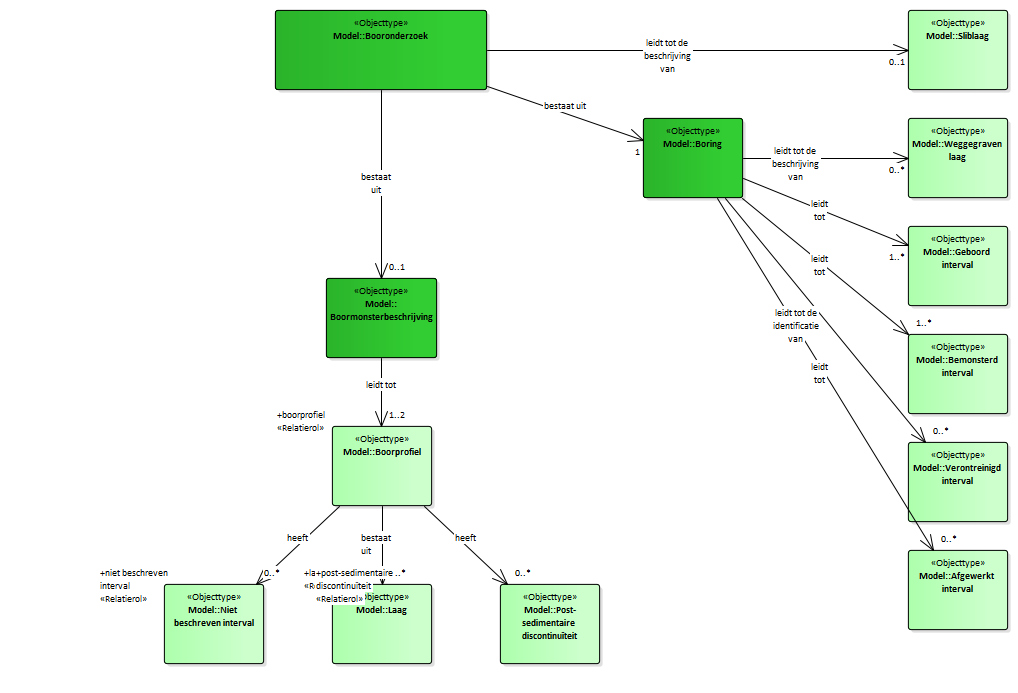 «Objecttype»
Model::Booronderzoek
leidt tot de
beschrijving
van
0..1
«Objecttype»
Model::Sliblaag
bestaat uit
1
«Objecttype»
Model::Boring
leidt tot de
beschrijving
van
0..*
«Objecttype»
Model::Weggegraven
laag
bestaat
uit
0..1
leidt
tot
1..*
«Objecttype»
Model::Geboord
interval
leidt
tot
1..*
«Objecttype»
Model::Bemonsterd
interval
«Objecttype»
Model::
Boormonsterbeschrijving
leidt tot de
identificatie
van
0..*
«Objecttype»
Model::Verontreinigd
interval
leidt
tot
0..*
«Objecttype»
Model::Afgewerkt
interval
leidt tot
+boorprofiel
«Relatierol»
1..2
«Objecttype»
Model::Boorprofiel
heeft
bestaat
uit
heeft
+niet beschreven
interval
«Relatierol»
0..*
+la+post-sedimentaire ..*
«R discontinuïteit
«Relatierol»
0..*
«Objecttype»
Model::Niet
beschreven interval
Model::Laag
«Objecttype»
Model::Post-
sedimentaire
discontinuïteit